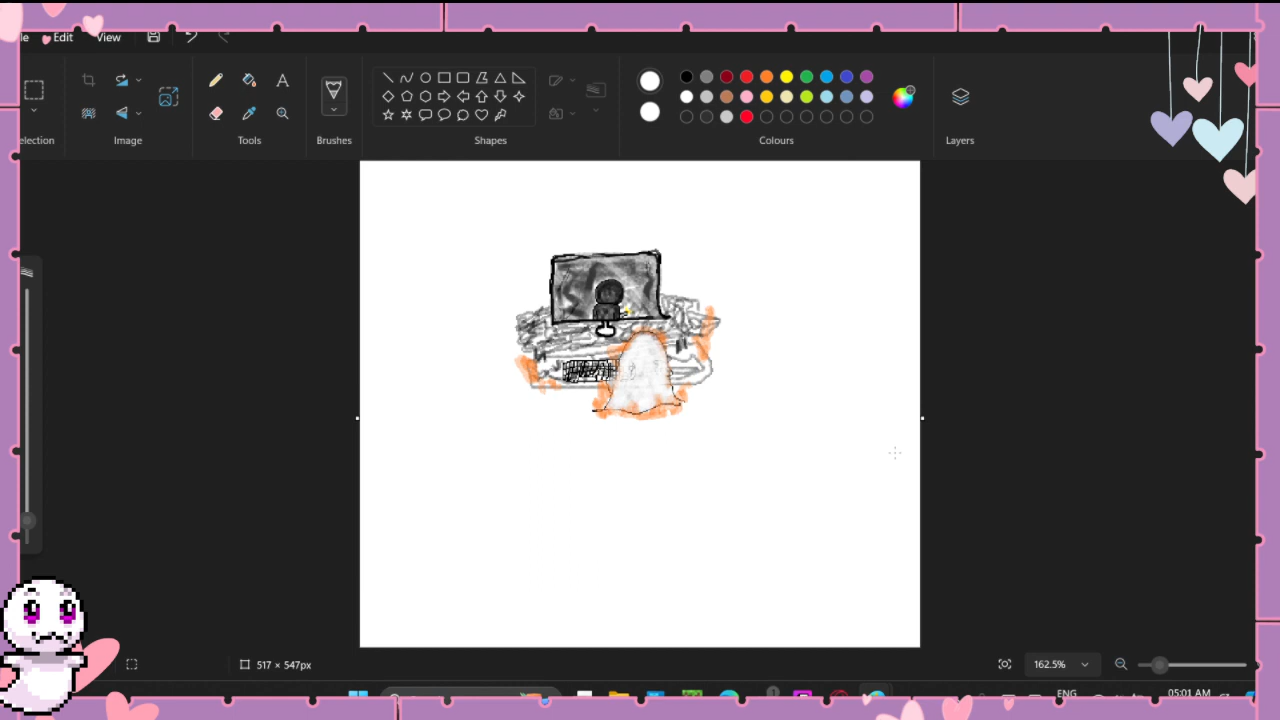 Edit View
election Image Tools Brushes Shapes Colours Layers
517 × 547px
162.5%
ENG
05:01 AM